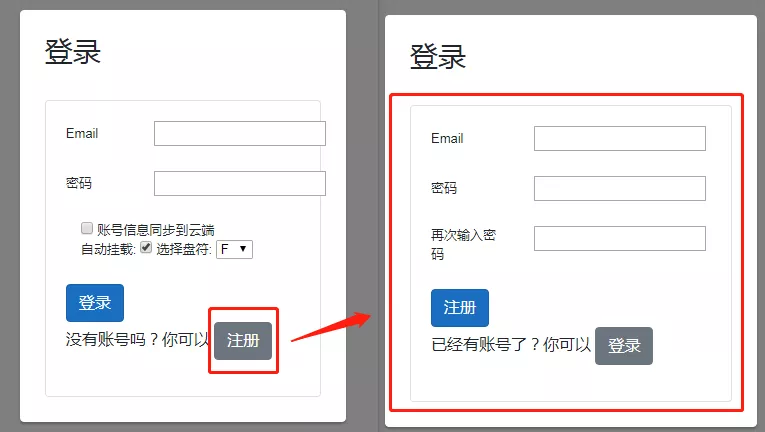 登录
Email
密码
账号信息同步到云端
自动挂载: 选择盘符: F
登录
没有账号吗？你可以 注册
登录
Email
密码
再次输入密
码
注册
已经有账号了？你可以 登录